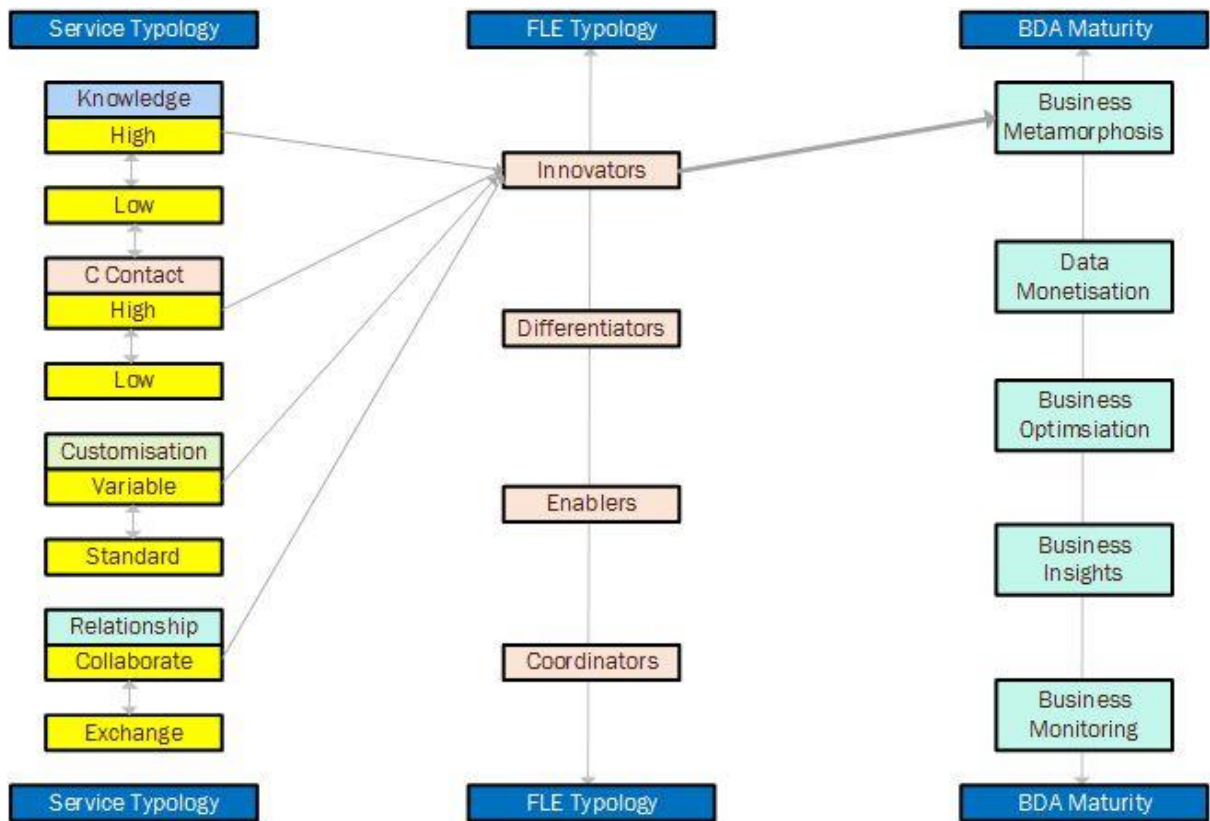 Service Typology
FLE Typology
BDA Maturity
Knowledge
High
Low
C Contact
High
Low
Customisation
Variable
Standard
Relationship
Collaborate
Exchange
Innovators
Differentiators
Enablers
Coordinators
Business
Metamorphosis
Data
Monetisation
Business
Optimsiation
Business
Insights
Business
Monitoring
Service Typology
FLE Typology
BDA Maturity